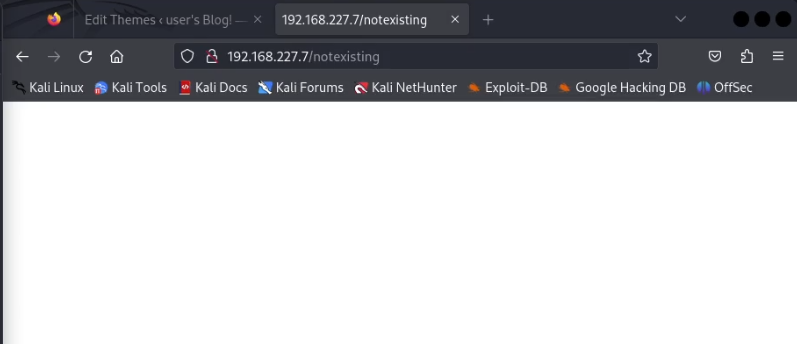 Edit Themes ‹ user's Blog! —
192.168.227.7/notexisting
192.168.227.7/notexisting
Kali Linux Kali Tools Kali Docs Kali Forums Kali NetHunter Exploit-DB Google Hacking DB OffSec